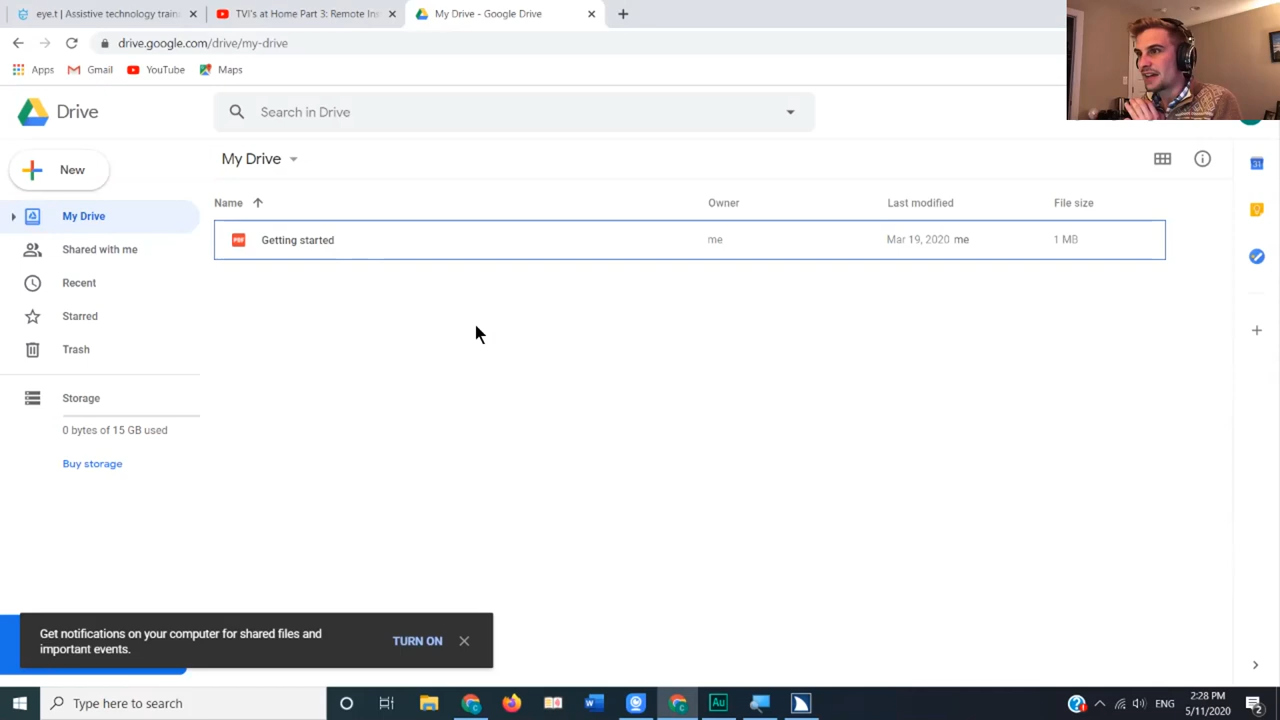 eye.t | Assistive technology train
TVI's at Home Part 3: Remote Ins
My Drive - Google Drive
drive.google.com/drive/my-drive
Apps Gmail YouTube Maps
Drive
Search in Drive
New
My Drive
Name Owner Last modified File size
My Drive
Getting started me Mar 19, 2020 me 1 MB
Shared with me
Recent
Starred
Trash
Storage
0 bytes of 15 GB used
Buy storage
Get notifications on your computer for shared files and
important events.
TURN ON
Type here to search
Au
ENG
2:28 PM
5/11/2020
2
31
PDF